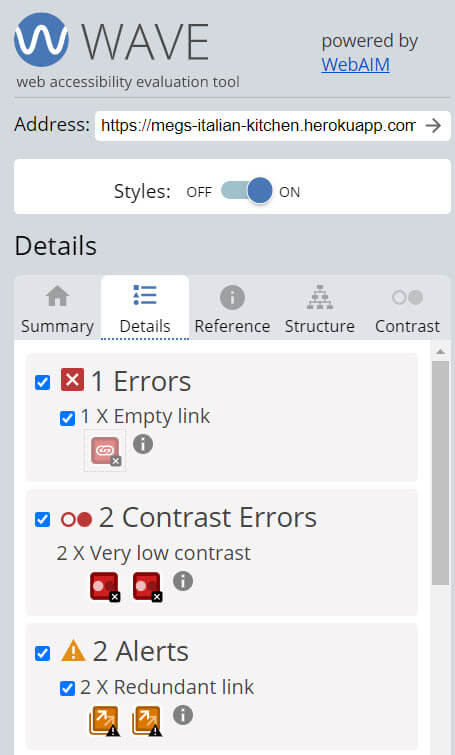 WAVE
powered by
WebAIM
web accessibility evaluation tool
Address: https://megs-italian-kitchen.herokuapp.com
Styles: OFF ON
Details
Summary Details Reference Structure Contrast
1 Errors
1 X Empty link
2 Contrast Errors
2 X Very low contrast
2 Alerts
2 X Redundant link